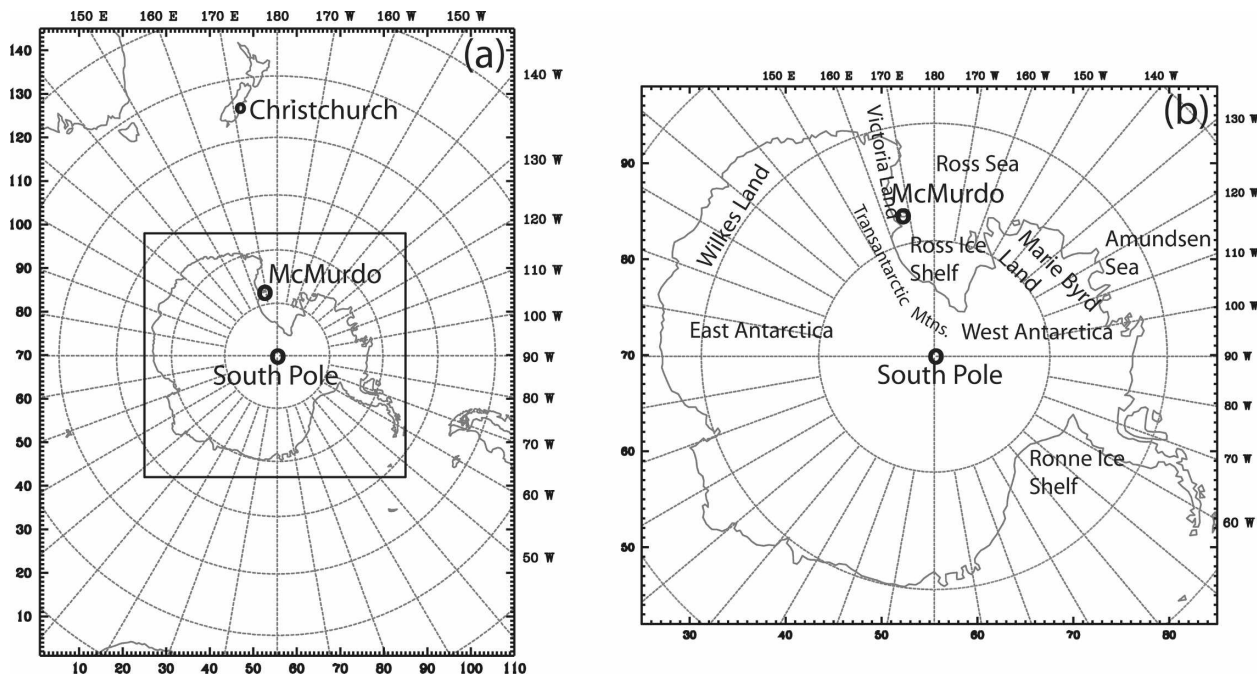 150 E 160 E 170 E 180 170 W 160 W 150 W
(a)
140
130
120
110
100
90
80
70
60
50
40
30
20
10
140 W
130 W
120 W
110 W
100 W
90 W
80 W
70 W
60 W
50 W
Christchurch
McMurdo
South Pole
10 20 30 40 50 60 70 80 90 100 110
150 E 160 E 170 E 180 170 W 160 W 150 W 140 W
(b)
90
80
70
60
50
130 W
120 W
110 W
100 W
90 W
80 W
70 W
60 W
Victoria Land
Ross Sea
McMurdo
Wilkes Land
Transantarctic Mtns.
Ross Ice
Shelf
Marie Byrd
Land
Amundsen
Sea
East Antarctica
West Antarctica
South Pole
Ronne Ice
Shelf
30 40 50 60 70 80